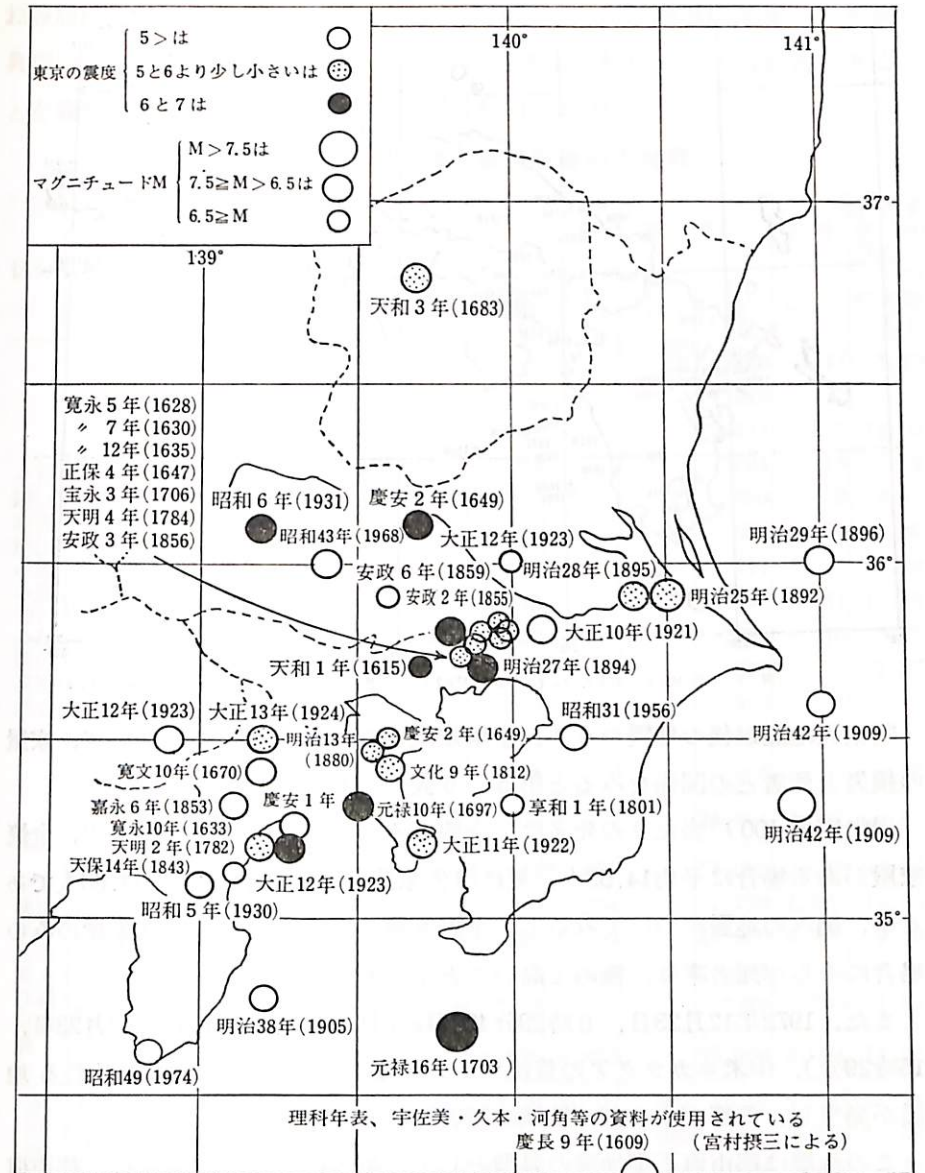 東京の震度
5>は
5と6より少し小さいは
6と7は
マグニチュードM
M>7.5は
7.5≧M>6.5は
6.5≧M
140°
141°
37°
139°
天和3年(1683)
寛永5年(1628)
〃 7年(1630)
〃 12年(1635)
正保4年(1647)
宝永3年(1706)
天明4年(1784)
安政3年(1856)
昭和6年(1931)
慶安2年(1649)
昭和43年(1968)
大正12年(1923)
明治29年(1896)
36°
安政6年(1859)
明治28年(1895)
安政2年(1855)
明治25年(1892)
大正10年(1921)
天和1年(1615)
明治27年(1894)
大正12年(1923)
大正13年(1924)
昭和31(1956)
明治13年
(1880)
慶安2年(1649)
明治42年(1909)
寛文10年(1670)
文化9年(1812)
嘉永6年(1853)
慶安1年
元禄10年(1697)
享和1年(1801)
明治42年(1909)
寛永10年(1633)
天明2年(1782)
大正11年(1922)
天保14年(1843)
大正12年(1923)
昭和5年(1930)
35°
明治38年(1905)
昭和49(1974)
元禄16年(1703)
理科年表、宇佐美・久本・河角等の資料が使用されている
慶長9年(1609)
(宮村摂三による)